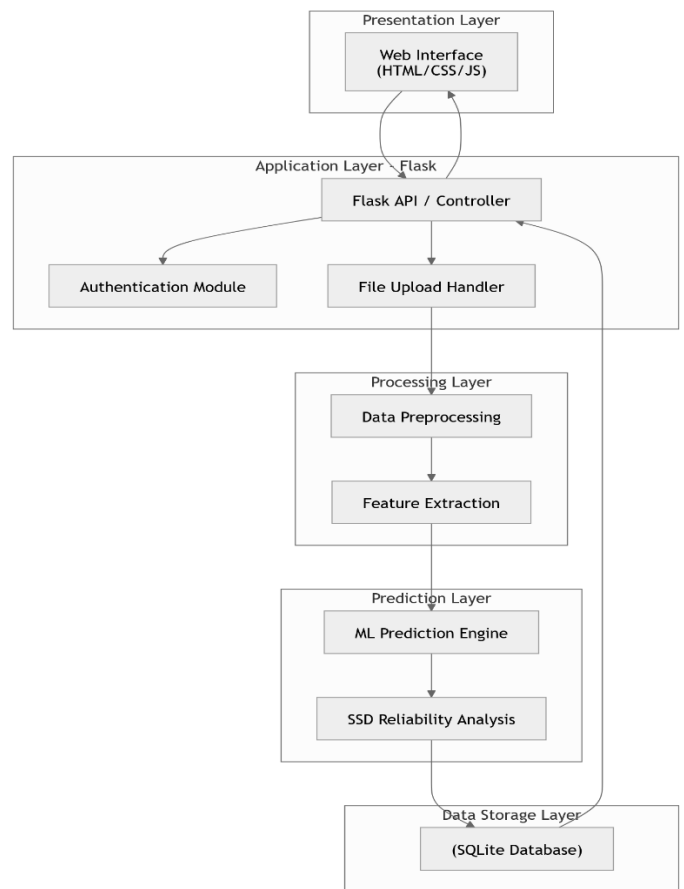 Presentation Layer
Web Interface
(HTML/CSS/JS)
Application Layer - Flask
Flask API / Controller
Authentication Module
File Upload Handler
Processing Layer
Data Preprocessing
Feature Extraction
Prediction Layer
ML Prediction Engine
SSD Reliability Analysis
Data Storage Layer
(SQLite Database)